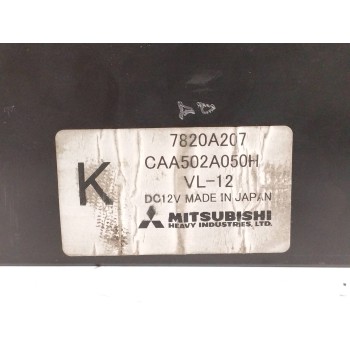 7820A207
CAA502A050H
K
VL-12
DC12V MADE IN JAPAN
MITSUBISHI
HEAVY INDUSTRIES, LTD.